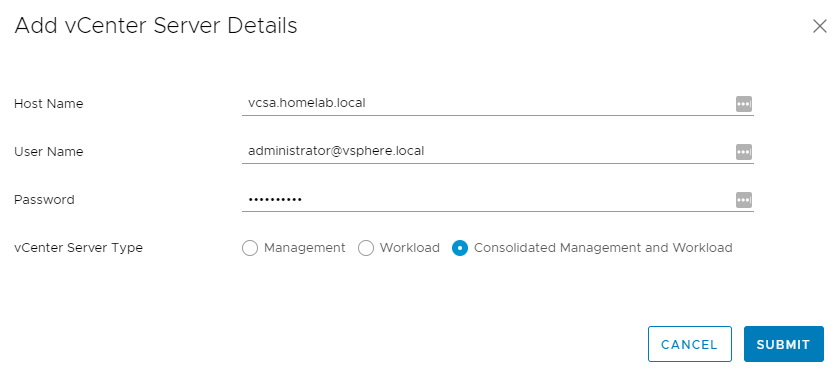 Add vCenter Server Details
Host Name vcsa.homelab.local
User Name administrator@vsphere.local
Password ••••••••••
vCenter Server Type Management Workload Consolidated Management and Workload
CANCEL SUBMIT